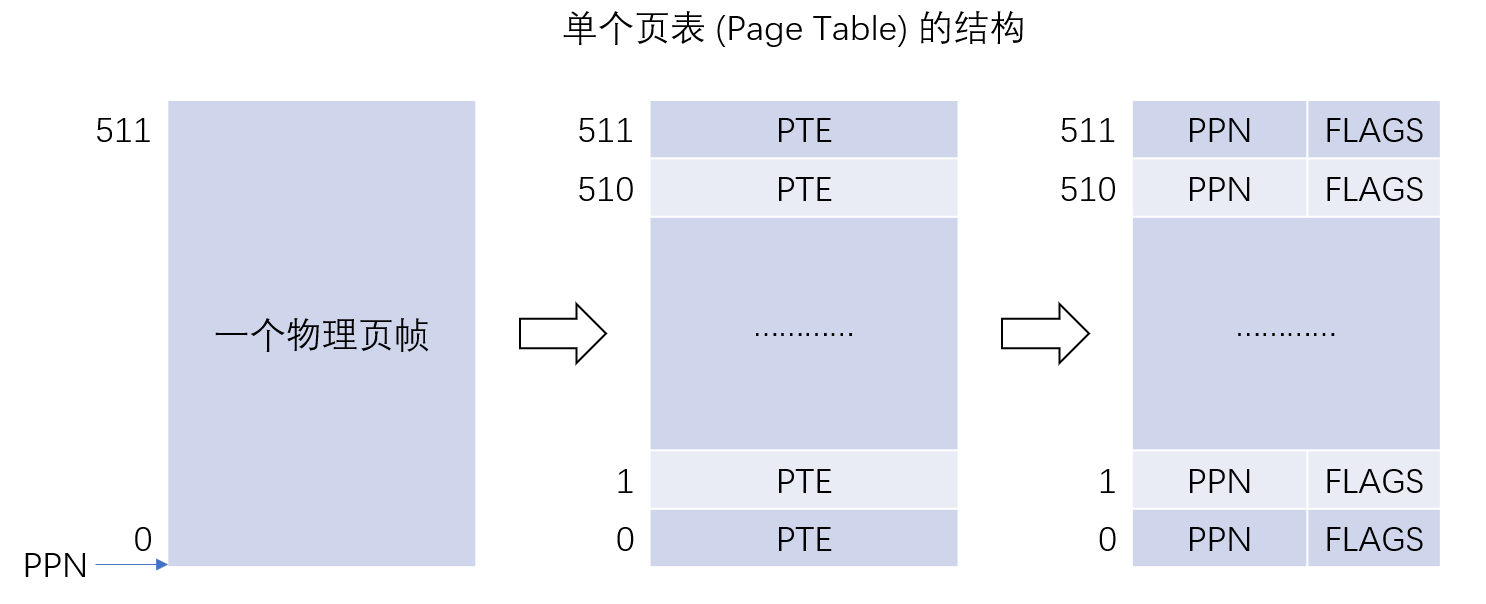 单个页表 (Page Table) 的结构
511
一个物理页帧
0
PPN
511 PTE
510 PTE
............
1 PTE
0 PTE
511 PPN FLAGS
510 PPN FLAGS
............
1 PPN FLAGS
0 PPN FLAGS